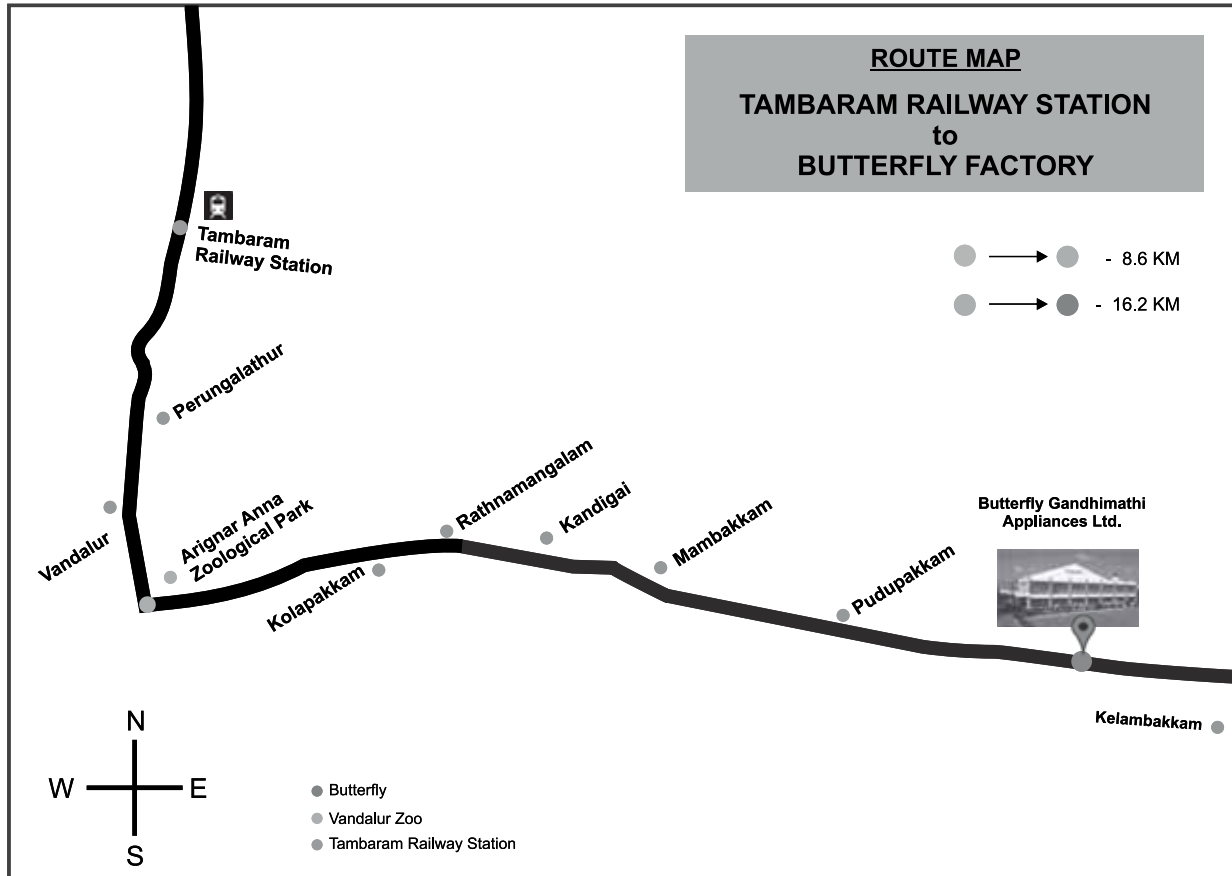 ROUTE MAP
TAMBARAM RAILWAY STATION
to
BUTTERFLY FACTORY
Tambaram
Railway Station
- 8.6 KM
- 16.2 KM
Perungalathur
Vandalur
Arignar Anna
Zoological Park
Kolapakkam
Rathnamangalam
Kandigai
Mambakkam
Pudupakkam
Butterfly Gandhimathi
Appliances Ltd.
Kelambakkam
N
W E
S
Butterfly
Vandalur Zoo
Tambaram Railway Station